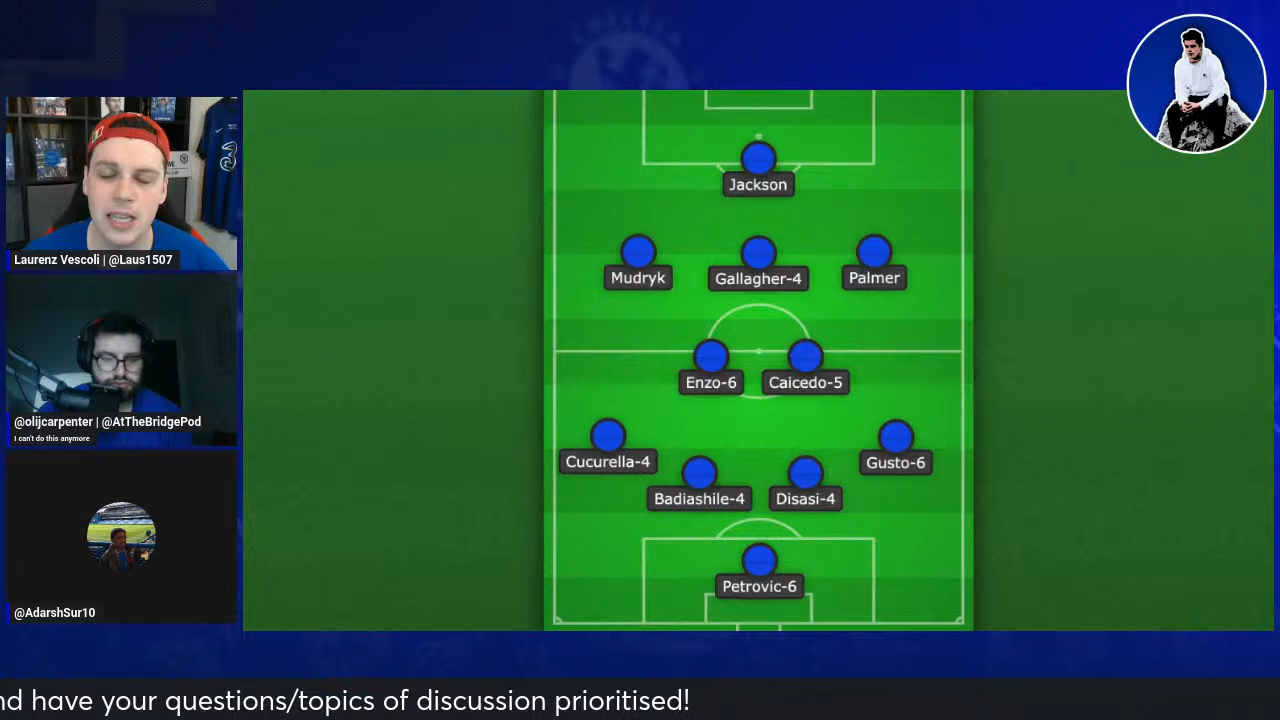 CHELSEA
Laurenz Vescoli | @Laus1507
@olijcarpenter | @AtTheBridgePod
I can't do this anymore
@AdarshSur10
Jackson
Mudryk
Gallagher-4
Palmer
Enzo-6
Caicedo-5
Cucurella-4
Gusto-6
Badiashile-4
Disasi-4
Petrovic-6
nd have your questions/topics of discussion prioritised!